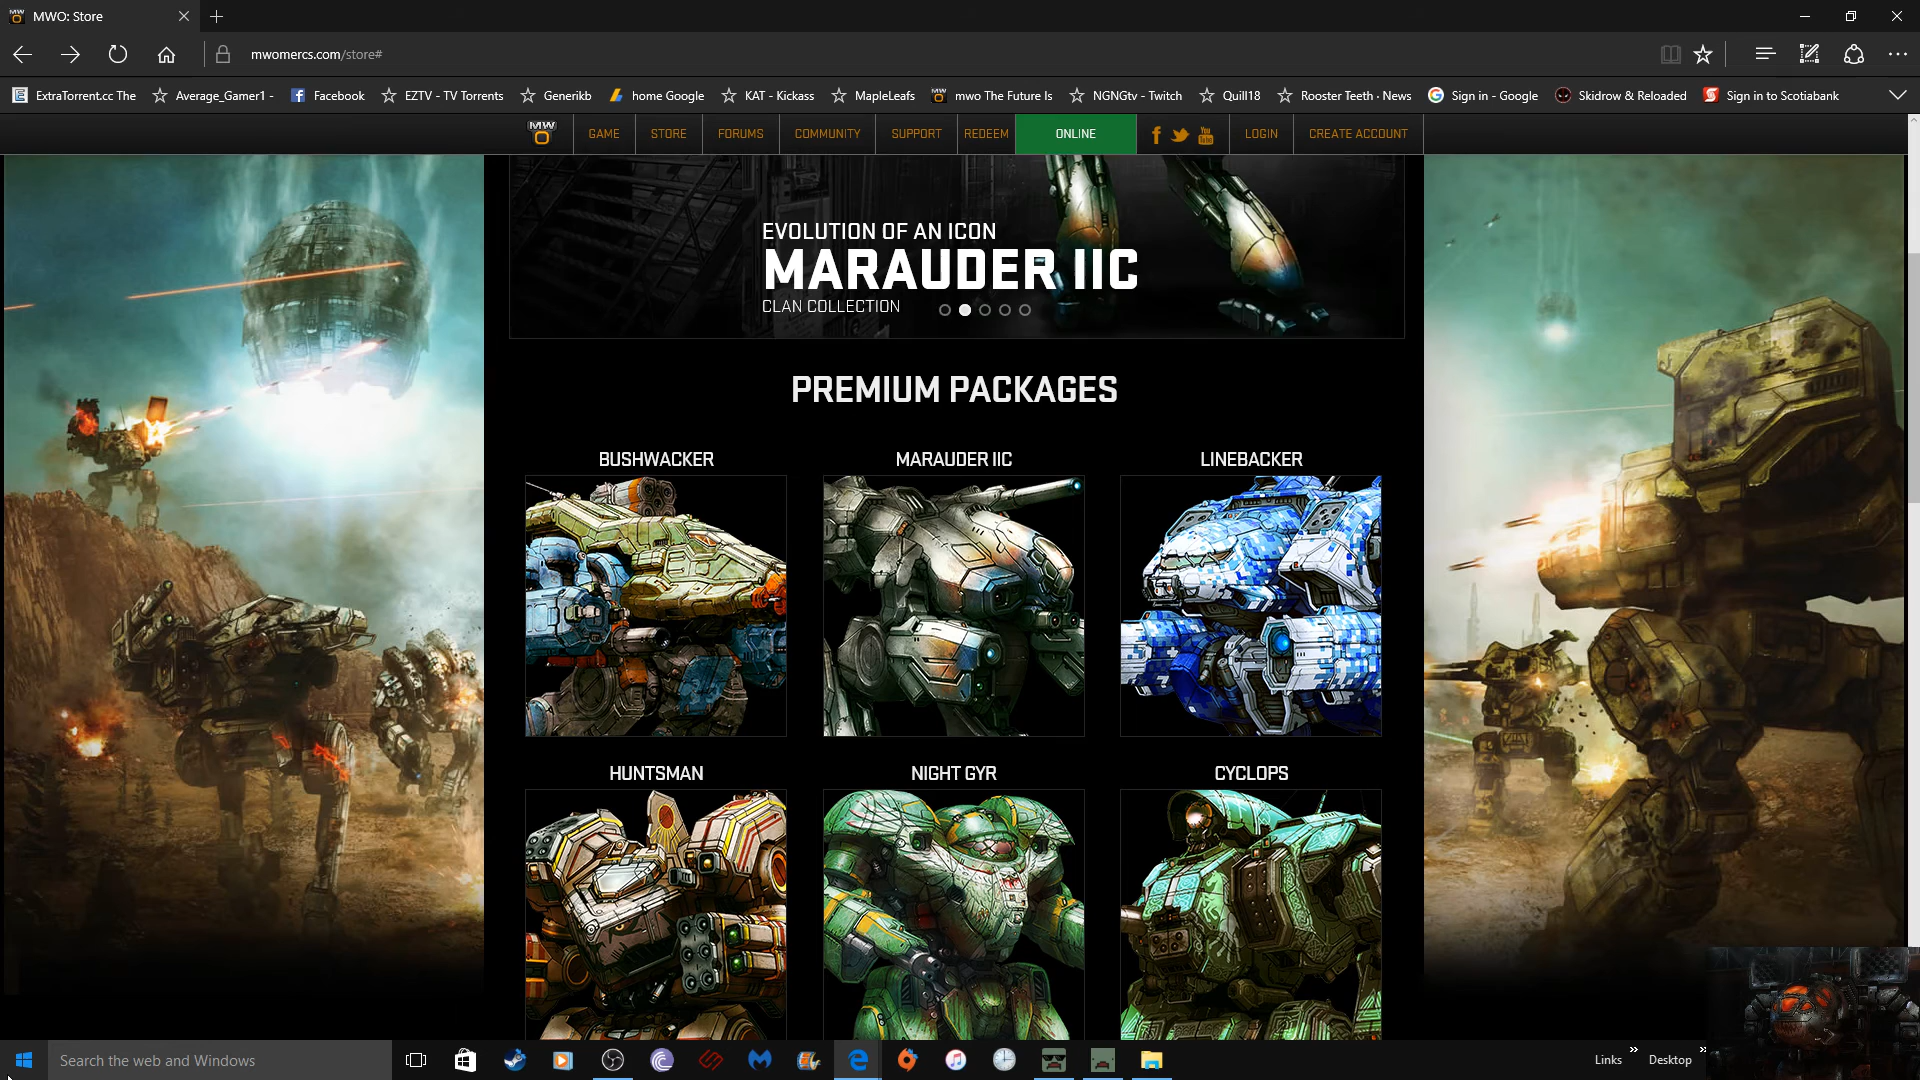 MWO: Store
mwomercs.com/store#
ExtraTorrent.cc The
Average_Gamer1 -
Facebook
EZTV - TV Torrents
Generikb
home Google
KAT - Kickass
MapleLeafs
mwo The Future Is
NGNGtv - Twitch
Quill18
Rooster Teeth · News
Sign in - Google
Skidrow & Reloaded
Sign in to Scotiabank
MW
GAME
STORE
FORUMS
COMMUNITY
SUPPORT
REDEEM
ONLINE
You Tube
LOGIN
CREATE ACCOUNT
EVOLUTION OF AN ICON
MARAUDER IIC
CLAN COLLECTION
PREMIUM PACKAGES
BUSHWACKER
MARAUDER IIC
LINEBACKER
HUNTSMAN
NIGHT GYR
CYCLOPS
Search the web and Windows
Links
Desktop